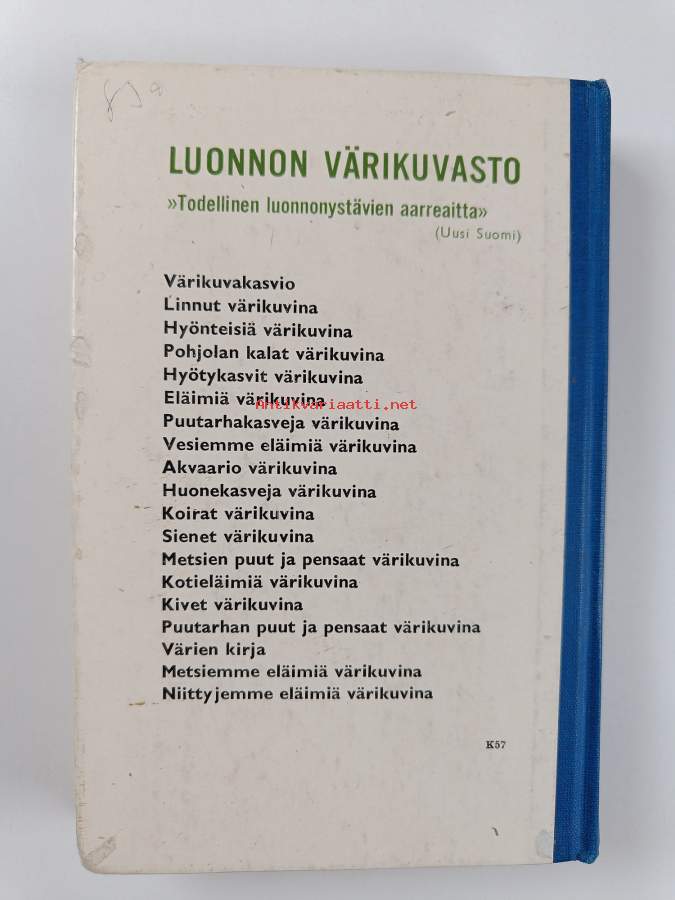 LUONNON VÄRIKUVASTO
»Todellinen luonnonystävien aarreaitta»
(Uusi Suomi)
Värikuvakasvio
Linnut värikuvina
Hyönteisiä värikuvina
Pohjolan kalat värikuvina
Hyötykasvit värikuvina
Eläimiä värikuvina
Antikvariaatti.net
Puutarhakasveja värikuvina
Vesiemme eläimiä värikuvina
Akvaario värikuvina
Huonekasveja värikuvina
Koirat värikuvina
Sienet värikuvina
Metsien puut ja pensaat värikuvina
Kotieläimiä värikuvina
Kivet värikuvina
Puutarhan puut ja pensaat värikuvina
Värien kirja
Metsiemme eläimiä värikuvina
Niittyjemme eläimiä värikuvina
K57